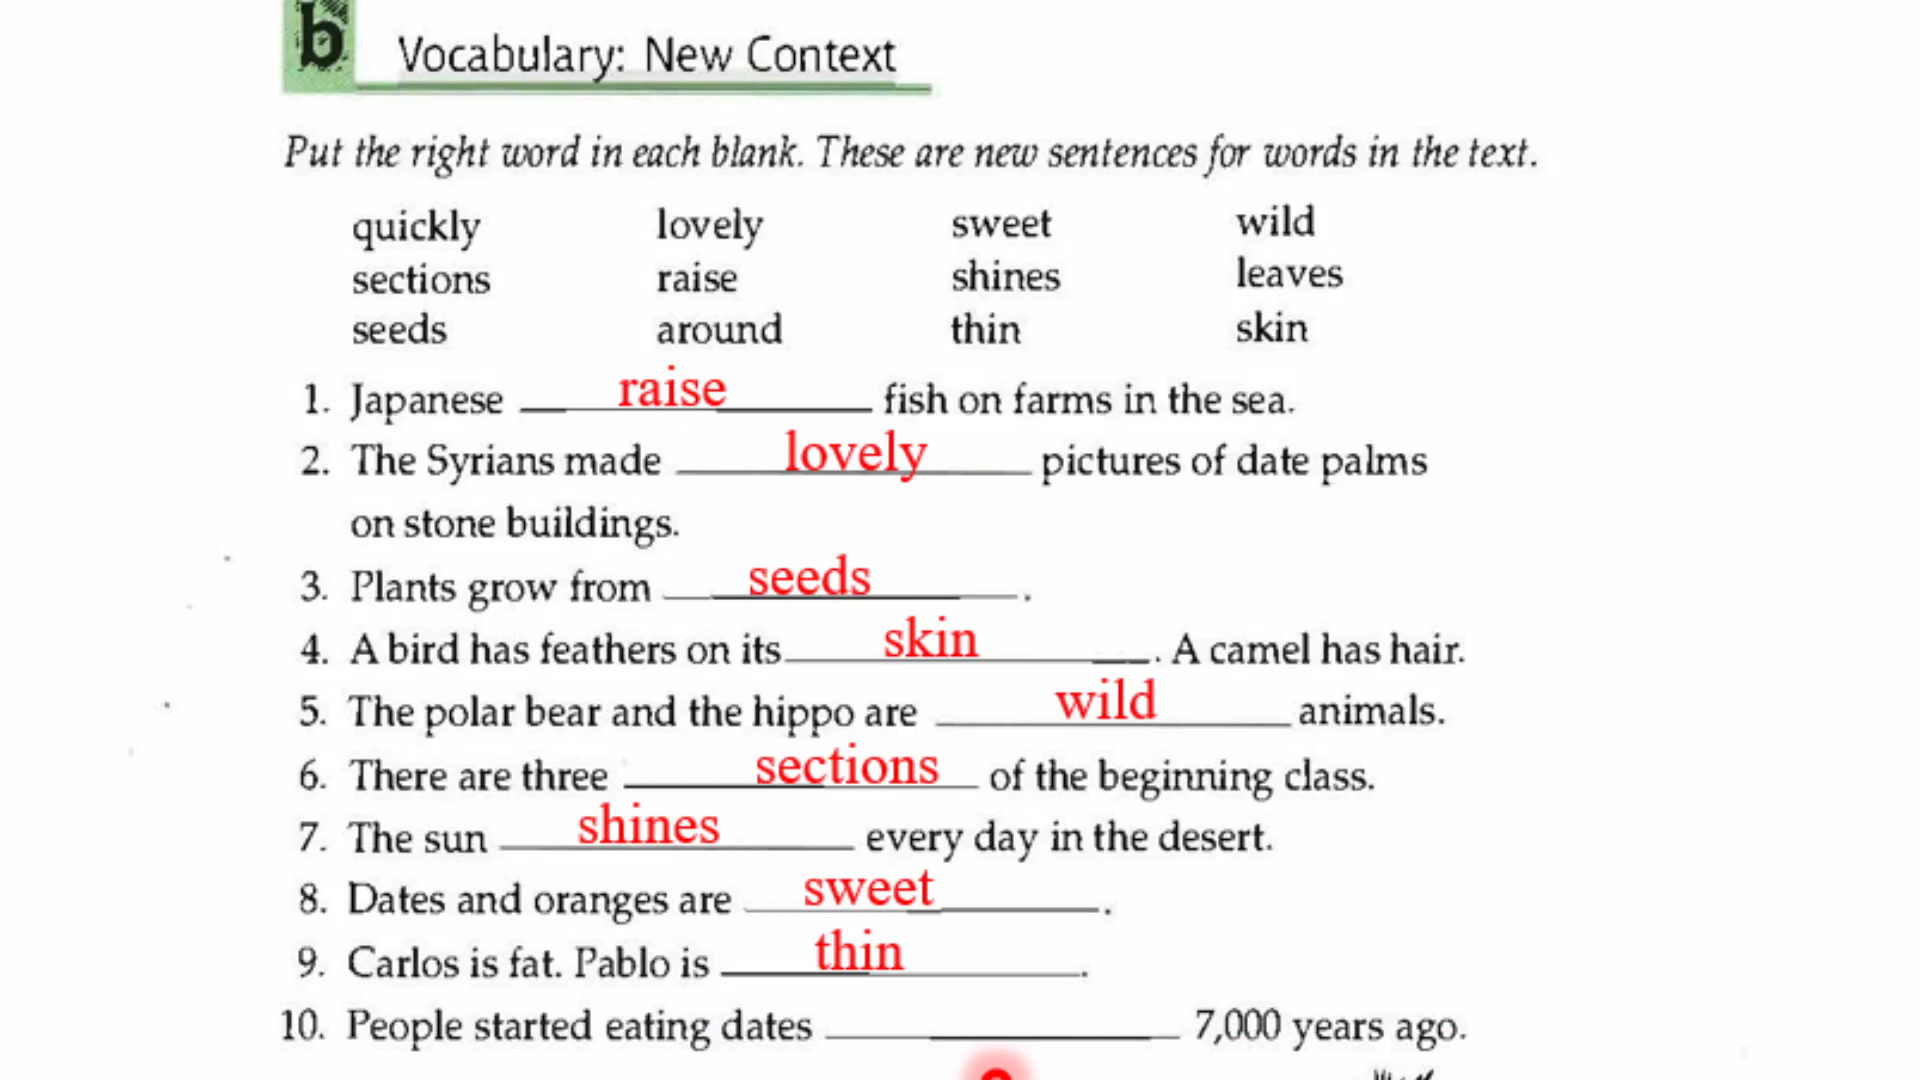 b Vocabulary: New Context
Put the right word in each blank. These are new sentences for words in the text.
quickly lovely sweet wild
sections raise shines leaves
seeds around thin skin
1. Japanese raise fish on farms in the sea.
2. The Syrians made lovely pictures of date palms
on stone buildings.
3. Plants grow from seeds.
4. A bird has feathers on its skin. A camel has hair.
5. The polar bear and the hippo are wild animals.
6. There are three sections of the beginning class.
7. The sun shines every day in the desert.
8. Dates and oranges are sweet.
9. Carlos is fat. Pablo is thin.
10. People started eating dates ________ 7,000 years ago.